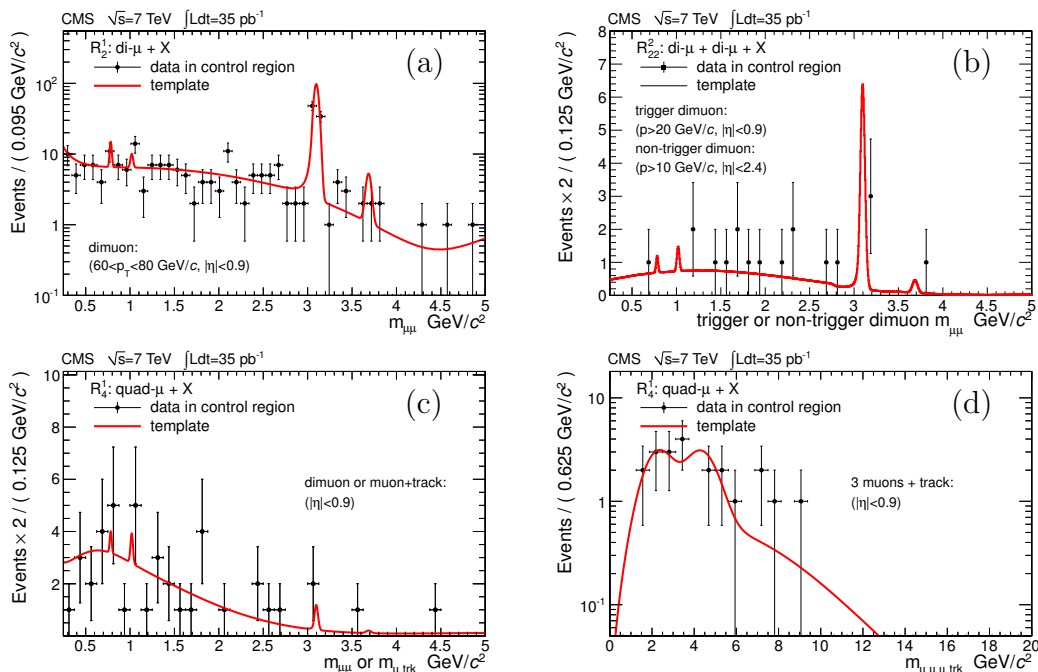 CMS √s=7 TeV ∫Ldt=35 pb⁻¹
Events / ( 0.095 GeV/c² )
R¹₂: di-μ + X
(a)
data in control region
template
10²
10
1
10⁻¹
dimuon:
(60<p_T<80 GeV/c, |η|<0.9)
0.5 1 1.5 2 2.5 3 3.5 4 4.5 5
m_μμ GeV/c²
CMS √s=7 TeV ∫Ldt=35 pb⁻¹
Events × 2 / ( 0.125 GeV/c² )
R²₂₂: di-μ + di-μ + X
(b)
data in control region
template
trigger dimuon:
(p>20 GeV/c, |η|<0.9)
non-trigger dimuon:
(p>10 GeV/c, |η|<2.4)
8
7
6
5
4
3
2
1
0
0.5 1 1.5 2 2.5 3 3.5 4 4.5 5
trigger or non-trigger dimuon m_μμ GeV/c²
CMS √s=7 TeV ∫Ldt=35 pb⁻¹
Events × 2 / ( 0.125 GeV/c² )
R¹₄: quad-μ + X
(c)
data in control region
template
dimuon or muon+track:
(|η|<0.9)
10
8
6
4
2
0.5 1 1.5 2 2.5 3 3.5 4 4.5 5
m_μμ or m_μ trk GeV/c²
CMS √s=7 TeV ∫Ldt=35 pb⁻¹
Events / ( 0.625 GeV/c² )
R¹₄: quad-μ + X
(d)
data in control region
template
3 muons + track:
(|η|<0.9)
10
1
10⁻¹
0 2 4 6 8 10 12 14 16 18 20
m_μ μ μ trk GeV/c²